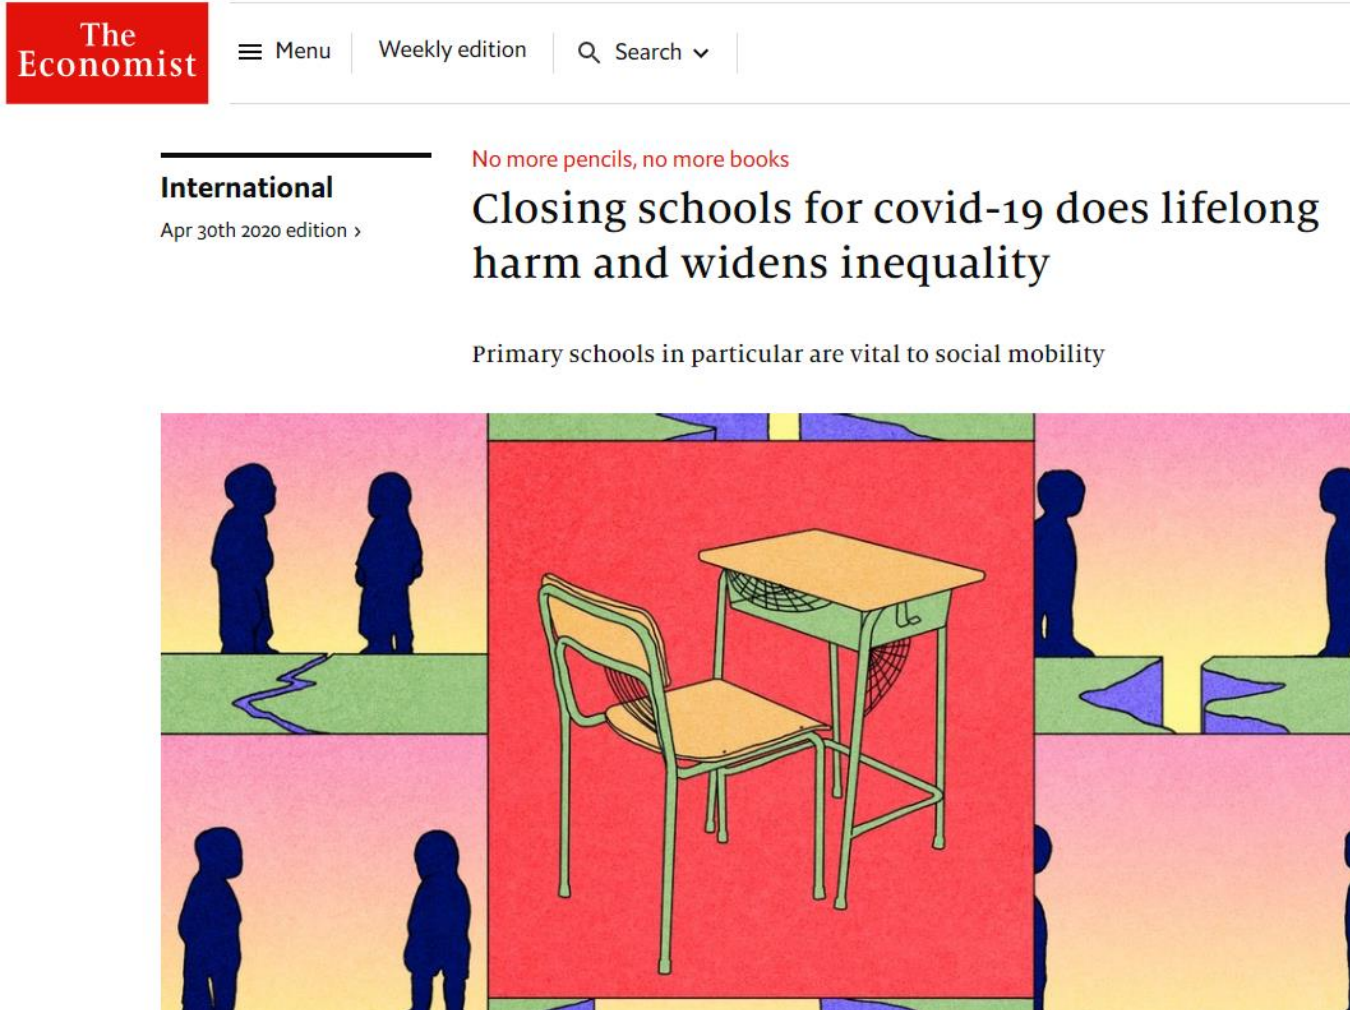 The
Economist
Menu
Weekly edition
Search
International
Apr 30th 2020 edition ›
No more pencils, no more books
Closing schools for covid-19 does lifelong
harm and widens inequality
Primary schools in particular are vital to social mobility